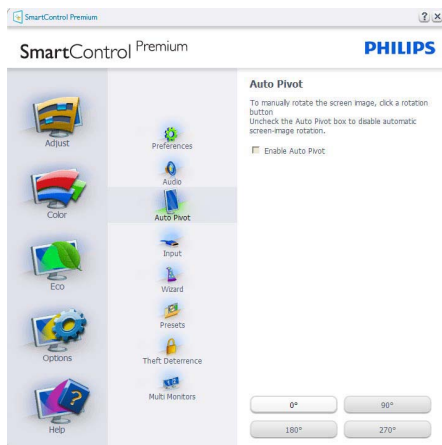 SmartControl Premium
SmartControl Premium
PHILIPS
Adjust
Color
Eco
Options
Help
Preferences
Audio
Auto Pivot
Input
Wizard
Presets
Theft Deterrence
Multi Monitors
Auto Pivot
To manually rotate the screen image, click a rotation
button
Uncheck the Auto Pivot box to disable automatic
screen-image rotation.
Enable Auto Pivot
0°
90°
180°
270°